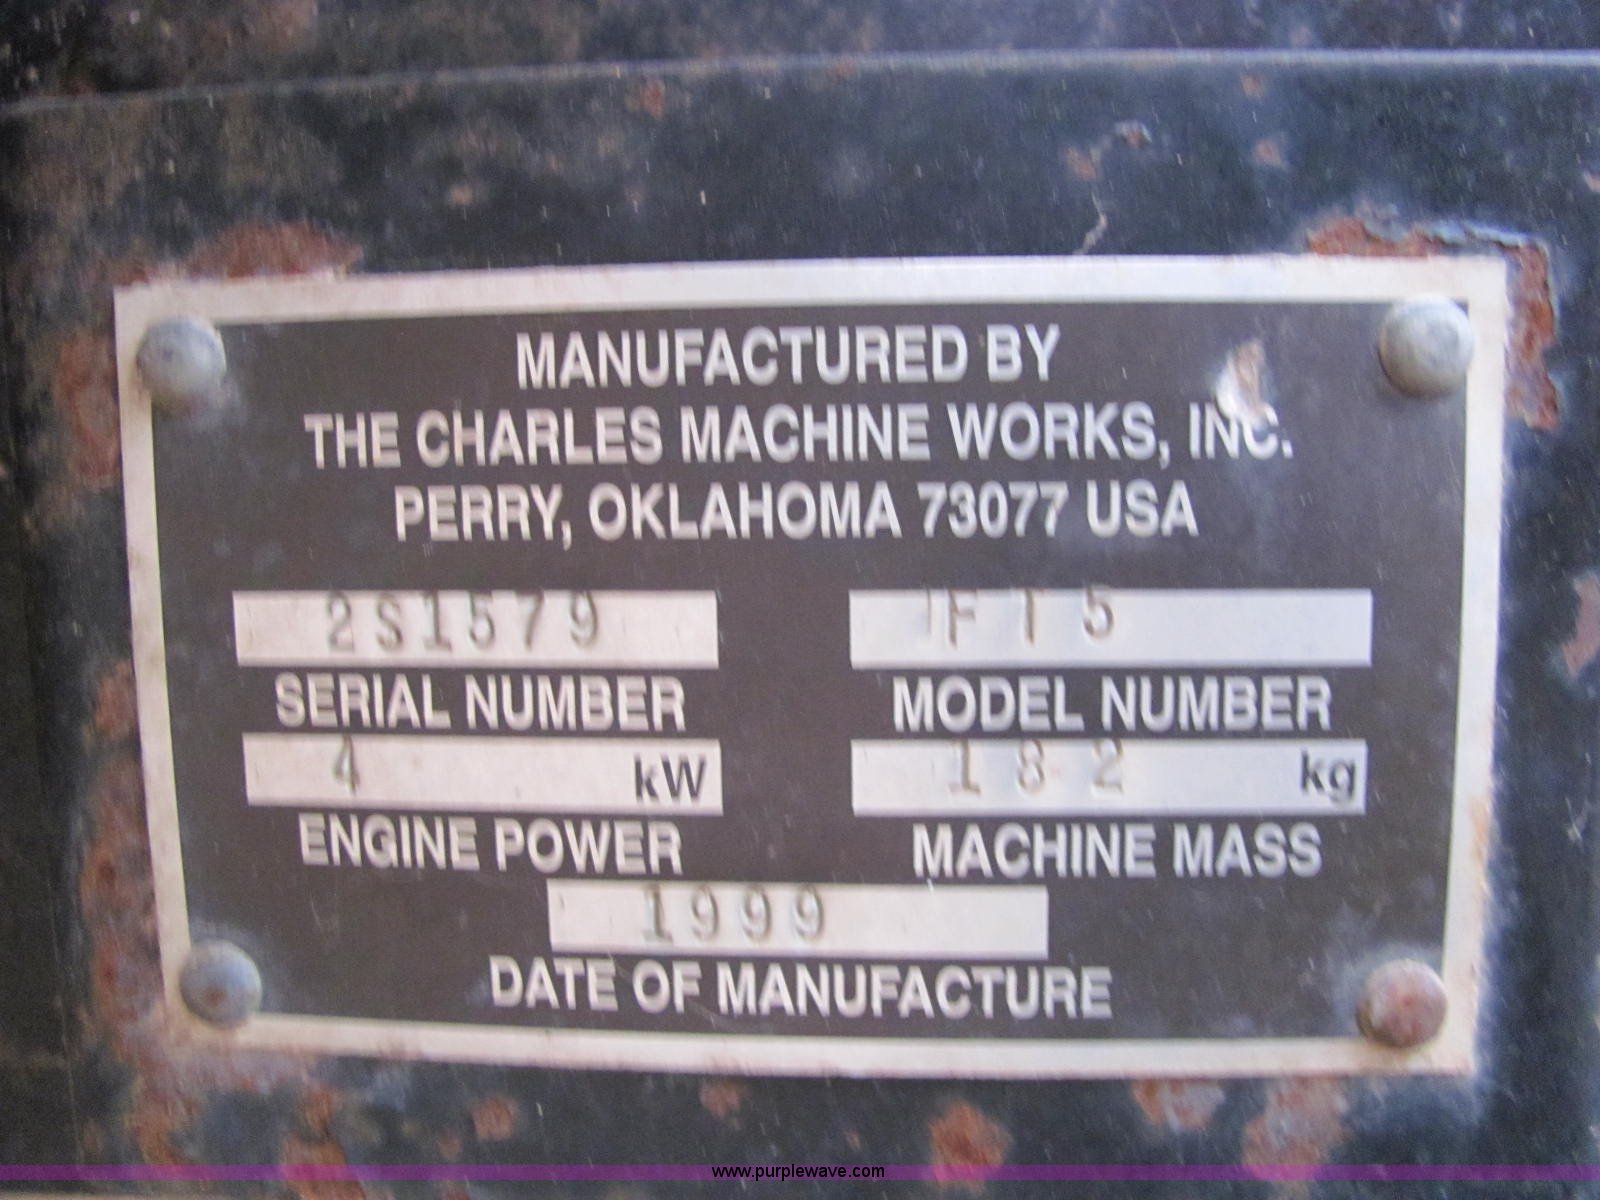 MANUFACTURED BY
THE CHARLES MACHINE WORKS, INC.
PERRY, OKLAHOMA 73077 USA
2S1579
SERIAL NUMBER
FT5
MODEL NUMBER
4 kW
ENGINE POWER
182 kg
MACHINE MASS
1999
DATE OF MANUFACTURE
www.purplewave.com